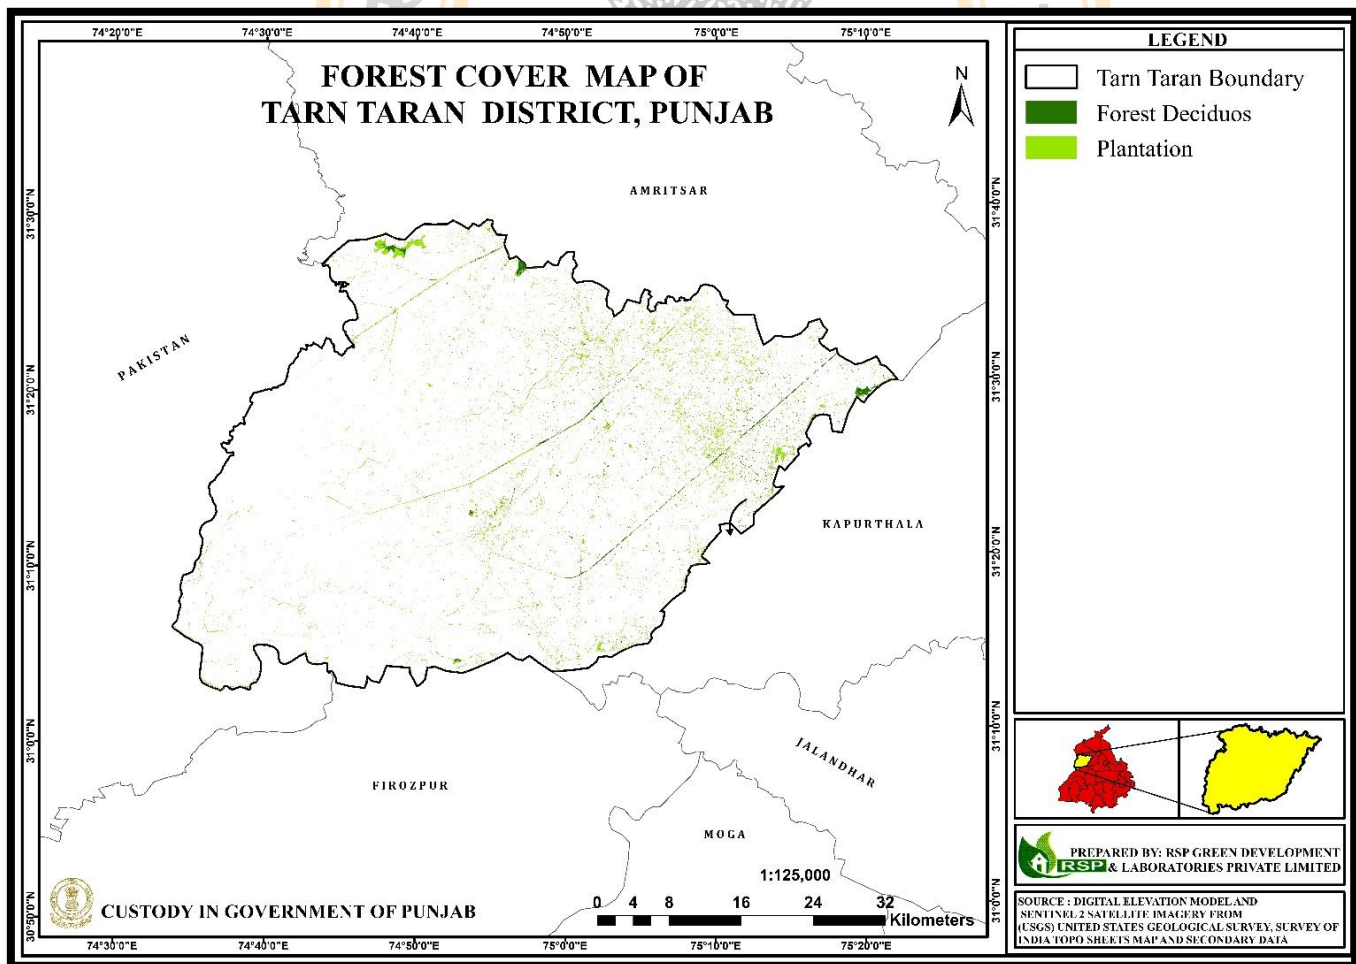 74°20'0"E 74°30'0"E 74°40'0"E 74°50'0"E 75°0'0"E 75°10'0"E
FOREST COVER MAP OF
TARN TARAN DISTRICT, PUNJAB
N
AMRITSAR
PAKISTAN
KAPURTHALA
JALANDHAR
FIROZPUR
MOGA
31°30'0"N
31°20'0"N
31°10'0"N
31°0'0"N
30°50'0"N
31°40'0"N
31°30'0"N
31°20'0"N
31°10'0"N
31°0'0"N
1:125,000
0 4 8 16 24 32
Kilometers
CUSTODY IN GOVERNMENT OF PUNJAB
74°30'0"E 74°40'0"E 74°50'0"E 75°0'0"E 75°10'0"E 75°20'0"E
LEGEND
Tarn Taran Boundary
Forest Deciduos
Plantation
RSP
PREPARED BY: RSP GREEN DEVELOPMENT
& LABORATORIES PRIVATE LIMITED
SOURCE : DIGITAL ELEVATION MODEL AND
SENTINEL 2 SATELLITE IMAGERY FROM
(USGS) UNITED STATES GEOLOGICAL SURVEY, SURVEY OF
INDIA TOPO SHEETS MAP AND SECONDARY DATA